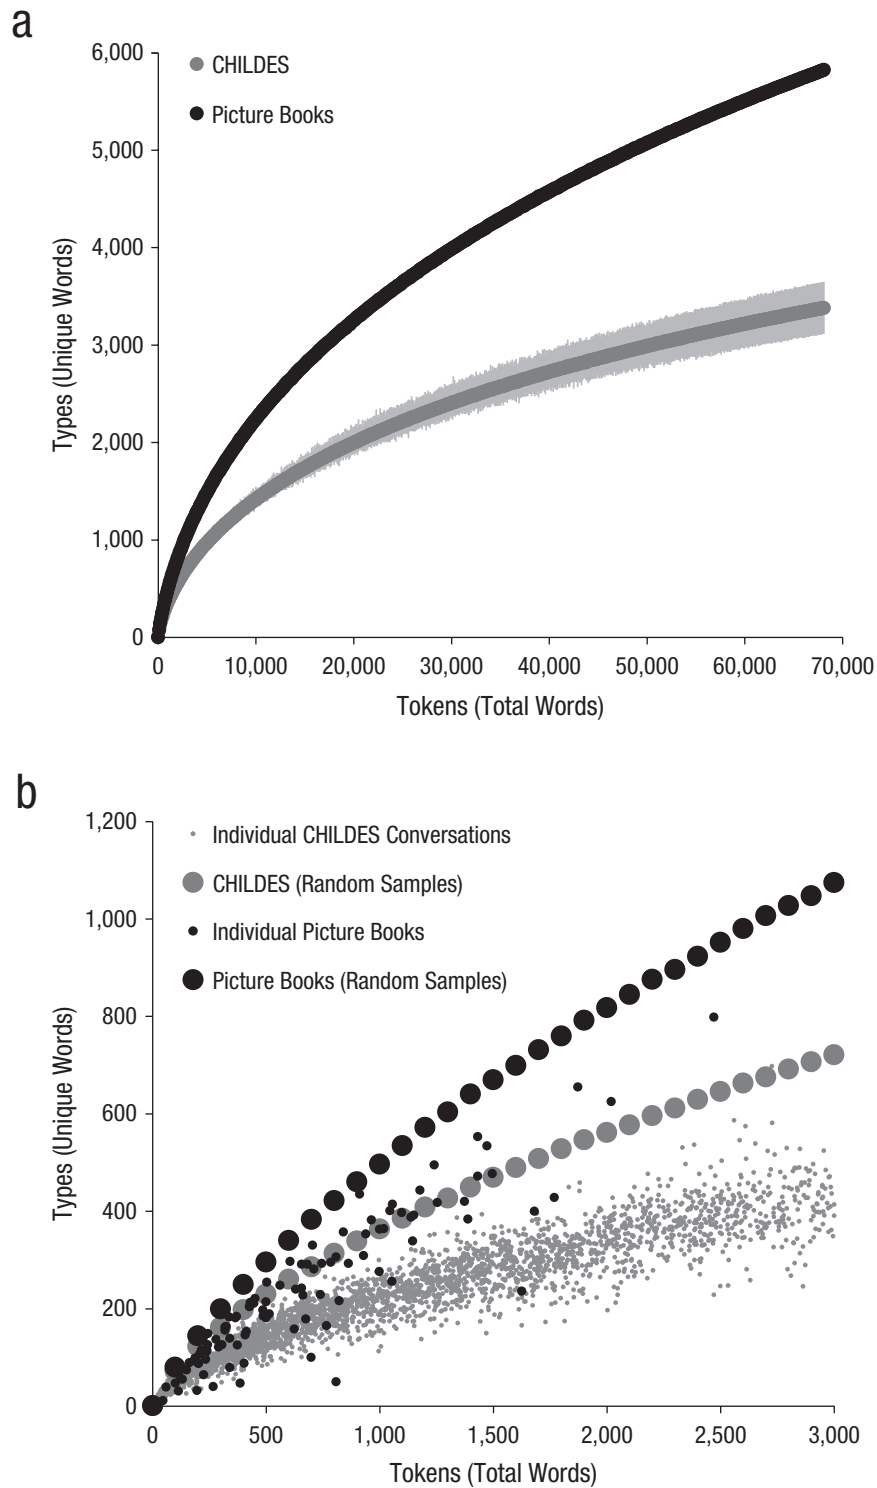 a
6,000
CHILDES
Picture Books
5,000
4,000
3,000
2,000
1,000
0
Types (Unique Words)
0 10,000 20,000 30,000 40,000 50,000 60,000 70,000
Tokens (Total Words)
b
1,200
Individual CHILDES Conversations
CHILDES (Random Samples)
1,000
Individual Picture Books
Picture Books (Random Samples)
800
600
400
200
0
Types (Unique Words)
0 500 1,000 1,500 2,000 2,500 3,000
Tokens (Total Words)